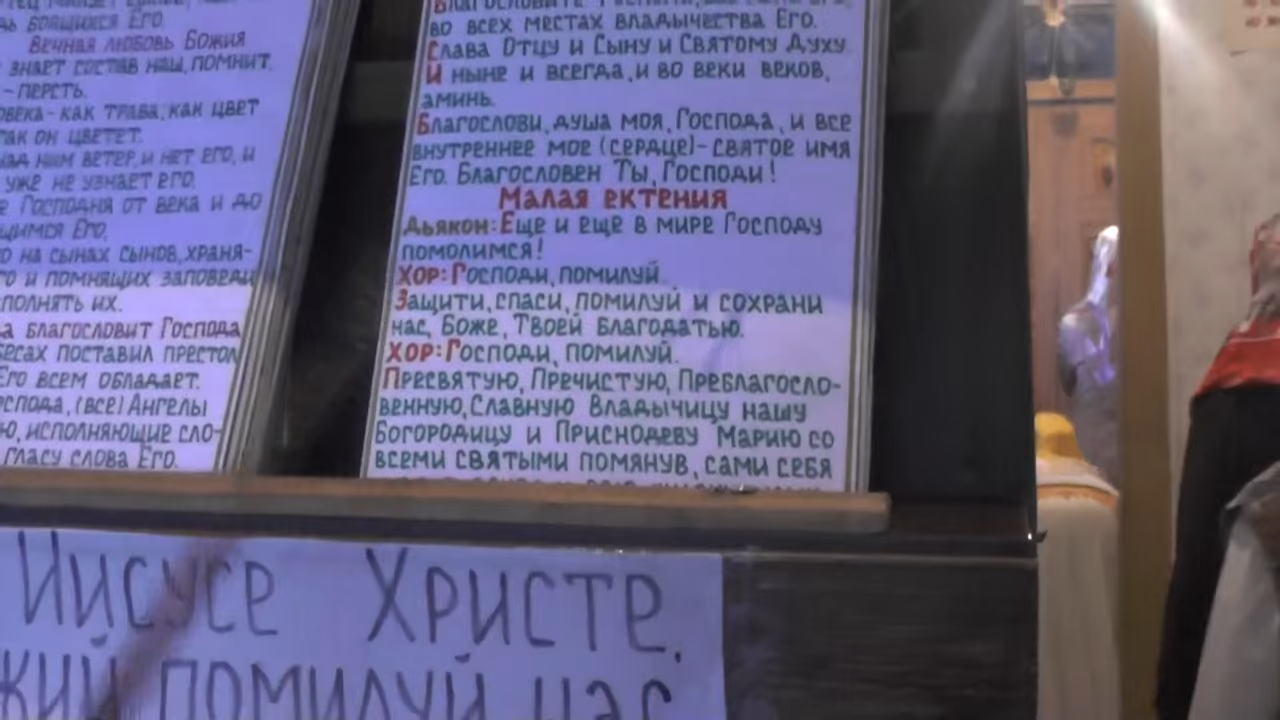 боящихся Его.
Вечная любовь Божия
знает состав наш, помнит,
- персть.
как трава, как цвет
так он цветет.
над ним ветер, и нет его, и
уже не узнает его.
Господня от века и до
Его,
на сынах сынов, храня-
и помнящих заповеди
их.
благословит Господа
поставил престол
Его всем обладает.
(все) Ангелы
исполняющие сло-
гласу слова Его.
во всех местах владычества Его.
Слава Отцу и Сыну и Святому Духу.
И ныне и всегда, и во веки веков,
аминь.
Благослови, душа моя, Господа, и все
внутреннее мое (сердце)- святое имя
Его. Благословен Ты, Господи!
Малая ектения
Дьякон: Еще и еще в мире Господу
помолимся!
Хор: Господи, помилуй.
Защити, спаси, помилуй и сохрани
нас, Боже, Твоей благодатью.
Хор: Господи, помилуй.
Пресвятую, Пречистую, Преблагосло-
венную, Славную Владычицу нашу
Богородицу и Приснодеву Марию со
всеми святыми помянув, сами себя
Иисусе Христе,
помилуй нас